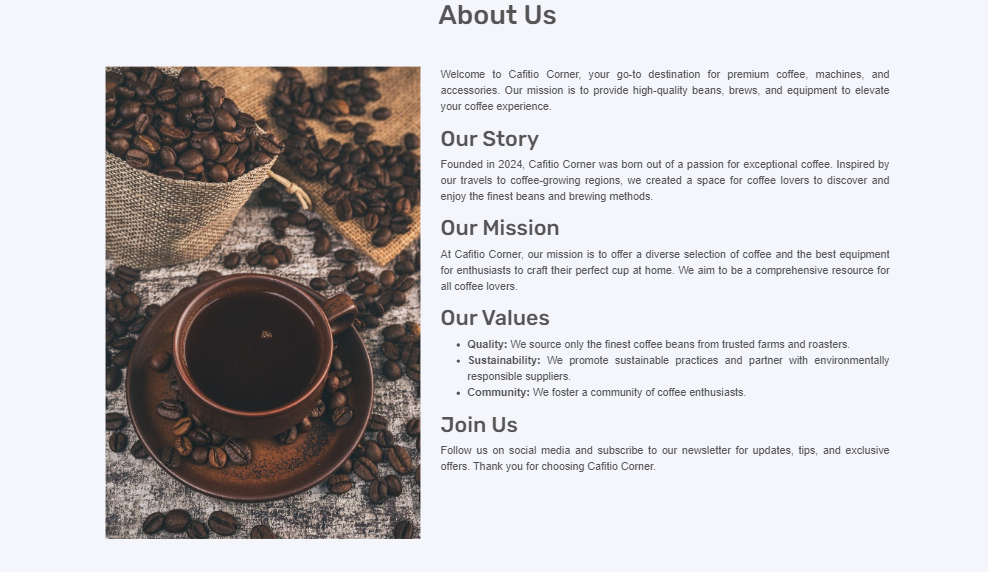 About Us
Welcome to Cafitio Corner, your go-to destination for premium coffee, machines, and
accessories. Our mission is to provide high-quality beans, brews, and equipment to elevate
your coffee experience.
Our Story
Founded in 2024, Cafitio Corner was born out of a passion for exceptional coffee. Inspired by
our travels to coffee-growing regions, we created a space for coffee lovers to discover and
enjoy the finest beans and brewing methods.
Our Mission
At Cafitio Corner, our mission is to offer a diverse selection of coffee and the best equipment
for enthusiasts to craft their perfect cup at home. We aim to be a comprehensive resource for
all coffee lovers.
Our Values
• Quality: We source only the finest coffee beans from trusted farms and roasters.
• Sustainability: We promote sustainable practices and partner with environmentally
responsible suppliers.
• Community: We foster a community of coffee enthusiasts.
Join Us
Follow us on social media and subscribe to our newsletter for updates, tips, and exclusive
offers. Thank you for choosing Cafitio Corner.